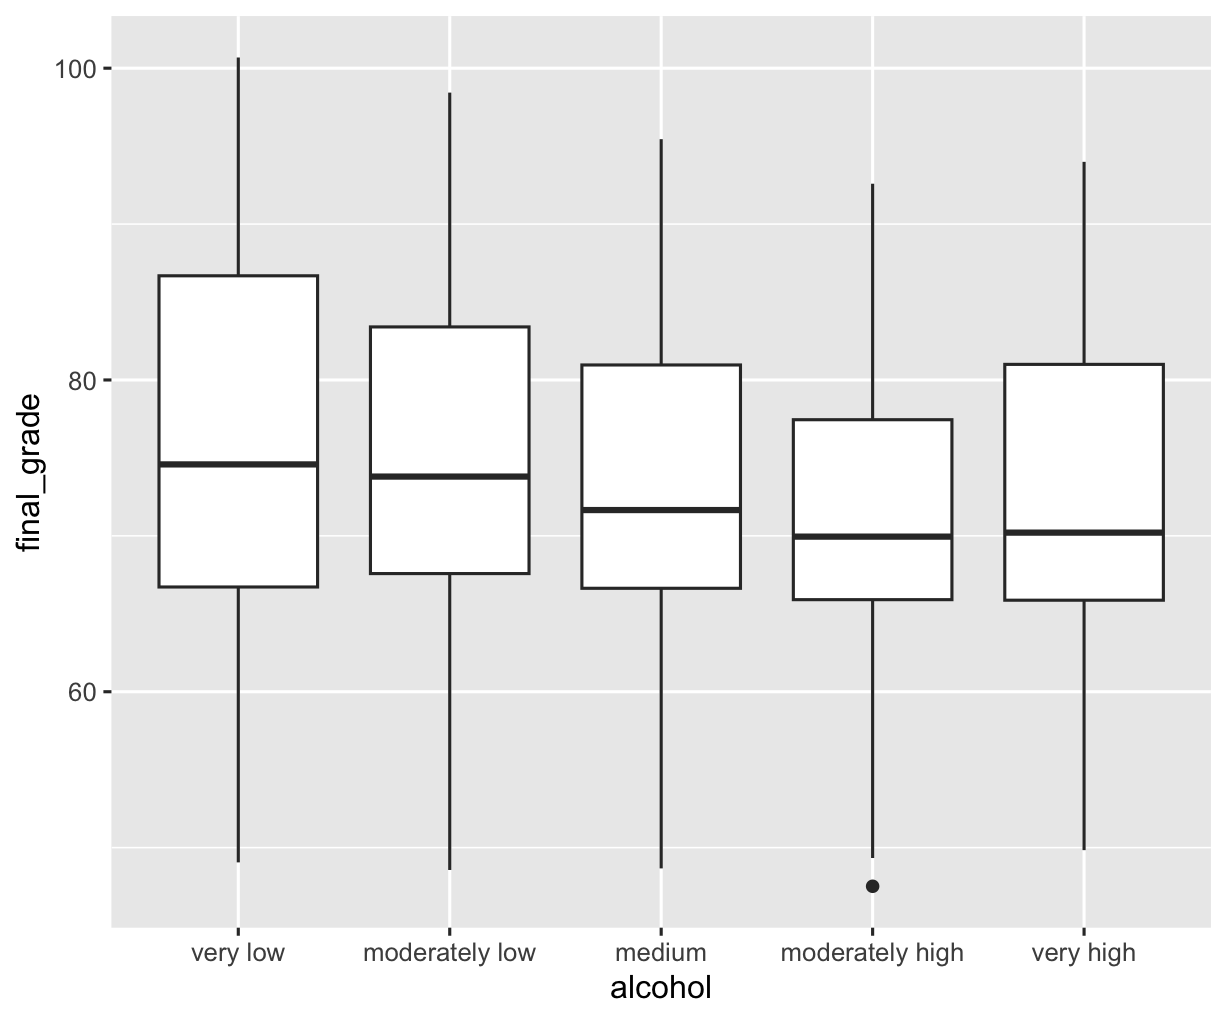 final_grade
100
80
60
very low
moderately low
medium
moderately high
very high
alcohol